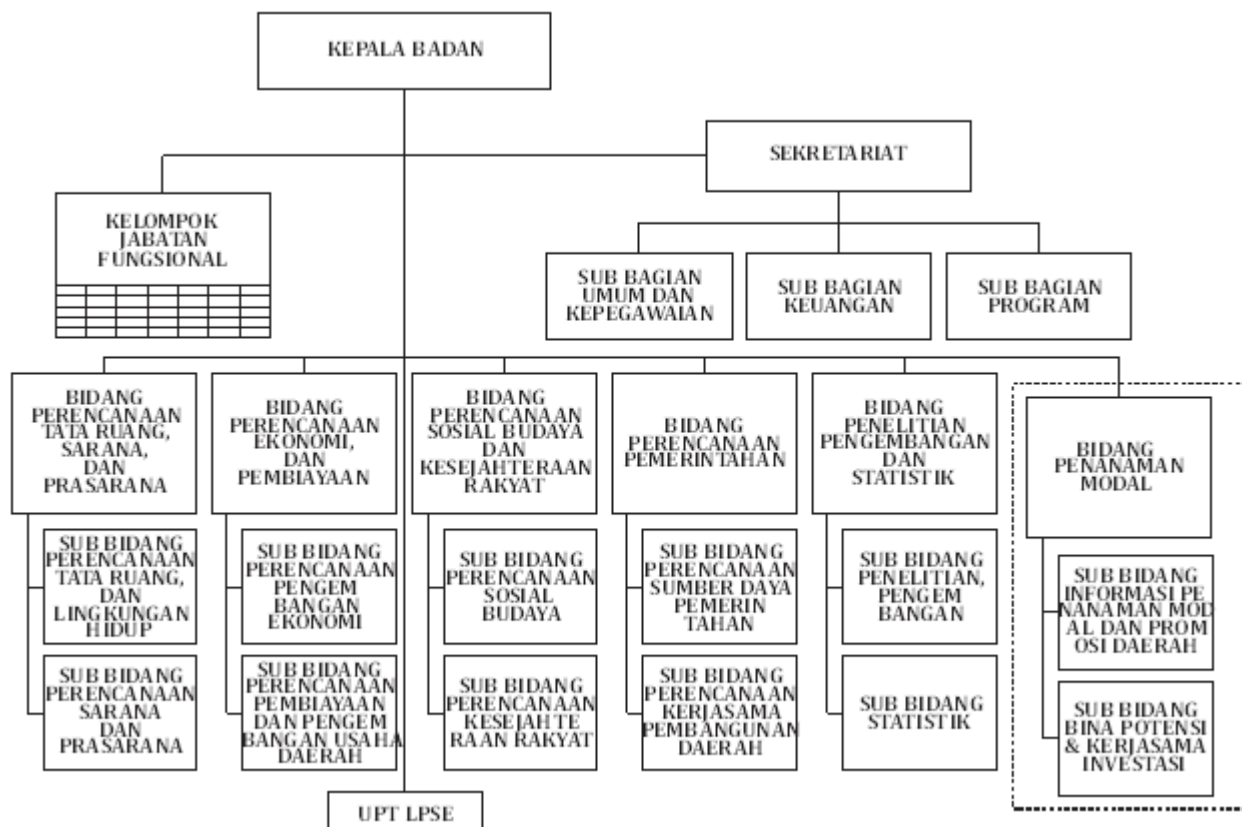 KEPALA BADAN
SEKRETARIAT
KELOMPOK
JABATAN
FUNGSIONAL
SUB BAGIAN
UMUM DAN
KEPEGAWAIAN
SUB BAGIAN
KEUANGAN
SUB BAGIAN
PROGRAM
BIDANG
PERENCANAAN
TATA RUANG,
SARANA,
DAN
PRASARANA
BIDANG
PERENCANAAN
EKONOMI,
DAN
PEMBIAYAAN
BIDANG
PERENCANAAN
SOSIAL BUDAYA
DAN
KESEJAHTERAAN
RAKYAT
BIDANG
PERENCANAAN
PEMERINTAHAN
BIDANG
PENELITIAN
PENGEMBANGAN
DAN
STATISTIK
BIDANG
PENANAMAN
MODAL
SUB BIDANG
PERENCANAAN
TATA RUANG,
DAN
LINGKUNGAN
HIDUP
SUB BIDANG
PERENCANAAN
PENGEM
BANGAN
EKONOMI
SUB BIDANG
PERENCANAAN
SOSIAL
BUDAYA
SUB BIDANG
PERENCANAAN
SUMBER DAYA
PEMERIN
TAHAN
SUB BIDANG
PENELITIAN,
PENGEM
BANGAN
SUB BIDANG
INFORMASI PE
NANAMAN MOD
AL DAN PROM
OSI DAERAH
SUB BIDANG
PERENCANAAN
SARANA
DAN
PRASARANA
SUB BIDANG
PERENCANAAN
PEMBIAYAAN
DAN PENGEM
BANGAN USAHA
DAERAH
SUB BIDANG
PERENCANAAN
KESEJAHTE
RAAN RAKYAT
SUB BIDANG
PERENCANAAN
KERJASAMA
PEMBANGUNAN
DAERAH
SUB BIDANG
STATISTIK
SUB BIDANG
BINA POTENSI
& KERJASAMA
INVESTASI
UPT LPSE